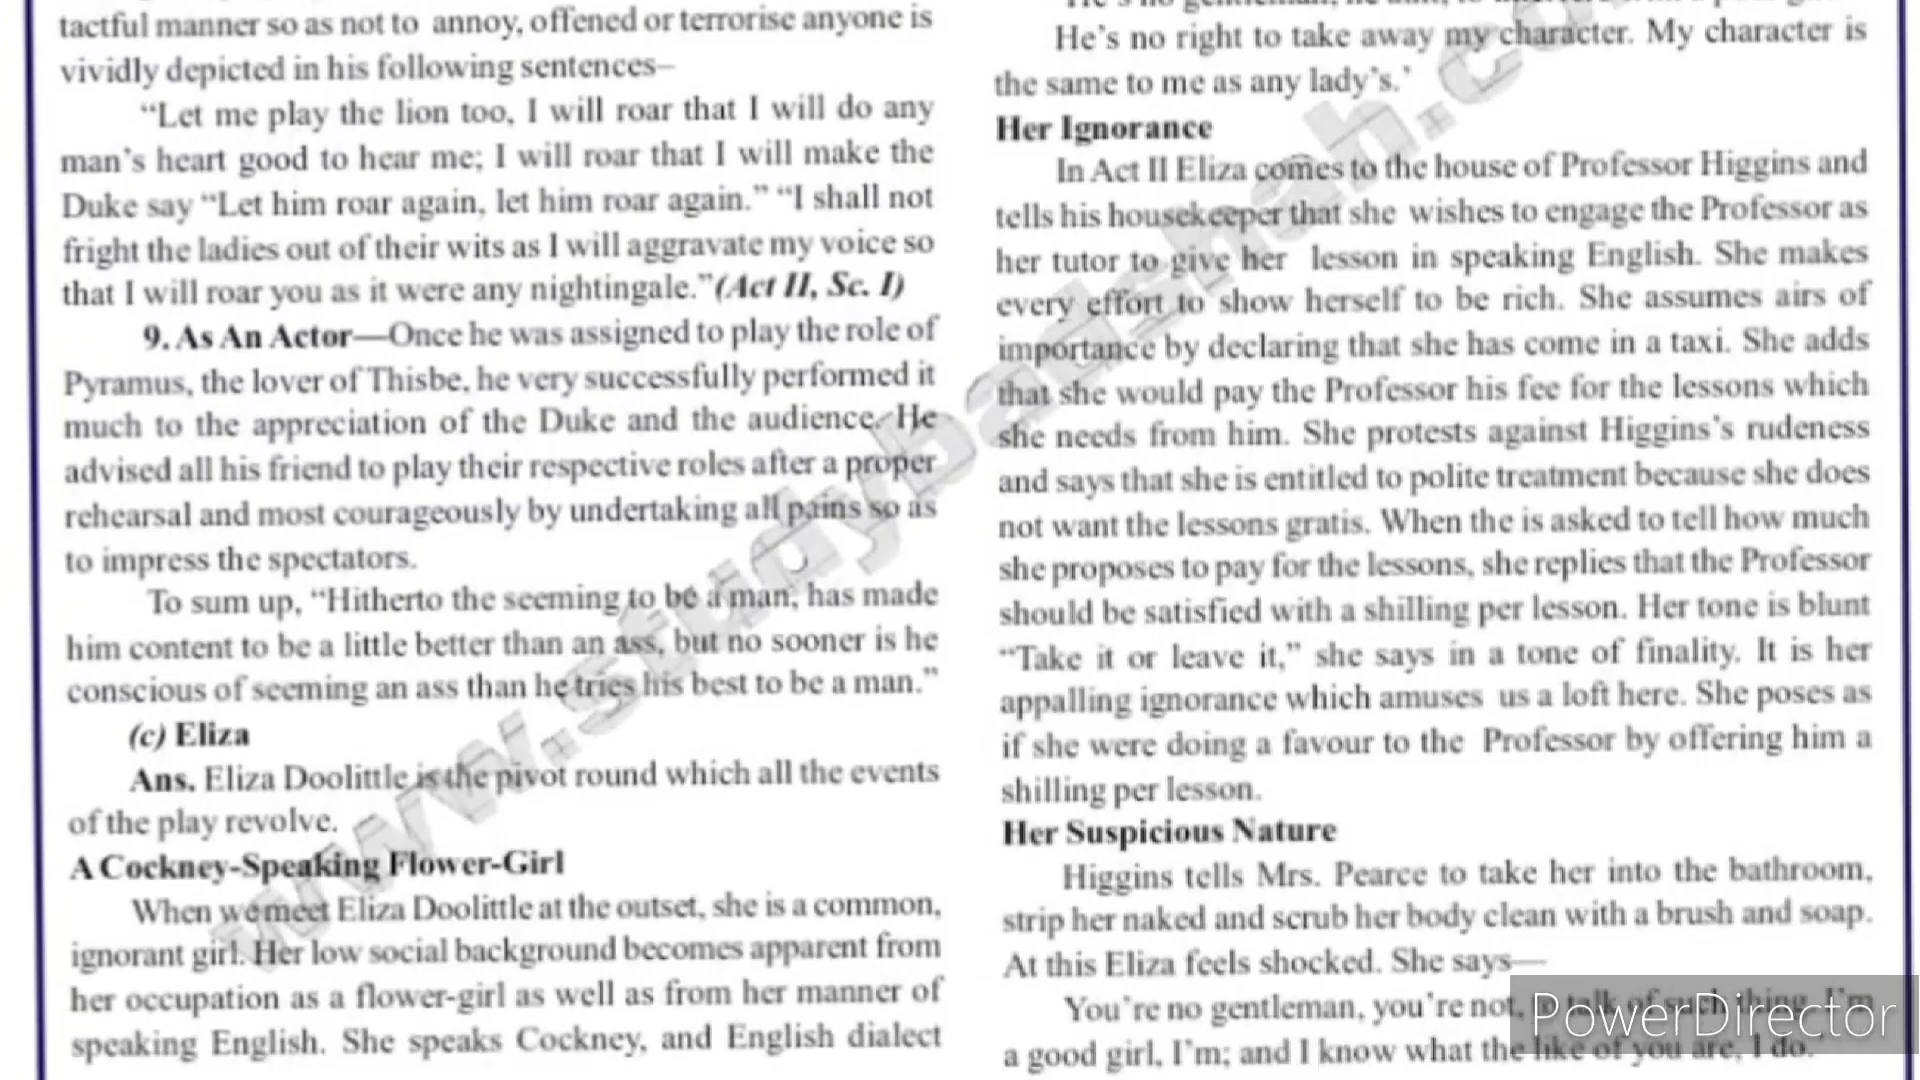 tactful manner so as not to annoy, offened or terrorise anyone is
vividly depicted in his following sentences–
“Let me play the lion too, I will roar that I will do any
man’s heart good to hear me; I will roar that I will make the
Duke say “Let him roar again, let him roar again.” “I shall not
fright the ladies out of their wits as I will aggravate my voice so
that I will roar you as it were any nightingale.”(Act II, Sc. I)
9. As An Actor—Once he was assigned to play the role of
Pyramus, the lover of Thisbe, he very successfully performed it
much to the appreciation of the Duke and the audience. He
advised all his friend to play their respective roles after a proper
rehearsal and most courageously by undertaking all pains so as
to impress the spectators.
To sum up, “Hitherto the seeming to be a man, has made
him content to be a little better than an ass, but no sooner is he
conscious of seeming an ass than he tries his best to be a man.”
(c) Eliza
Ans. Eliza Doolittle is the pivot round which all the events
of the play revolve.
A Cockney-Speaking Flower-Girl
When we meet Eliza Doolittle at the outset, she is a common,
ignorant girl. Her low social background becomes apparent from
her occupation as a flower-girl as well as from her manner of
speaking English. She speaks Cockney, and English dialect
He’s no gentleman, he
He’s no right to take away my character. My character is
the same to me as any lady’s.’
Her Ignorance
In Act II Eliza comes to the house of Professor Higgins and
tells his housekeeper that she wishes to engage the Professor as
her tutor to give her lesson in speaking English. She makes
every effort to show herself to be rich. She assumes airs of
importance by declaring that she has come in a taxi. She adds
that she would pay the Professor his fee for the lessons which
she needs from him. She protests against Higgins’s rudeness
and says that she is entitled to polite treatment because she does
not want the lessons gratis. When the is asked to tell how much
she proposes to pay for the lessons, she replies that the Professor
should be satisfied with a shilling per lesson. Her tone is blunt
“Take it or leave it,” she says in a tone of finality. It is her
appalling ignorance which amuses us a loft here. She poses as
if she were doing a favour to the Professor by offering him a
shilling per lesson.
Her Suspicious Nature
Higgins tells Mrs. Pearce to take her into the bathroom,
strip her naked and scrub her body clean with a brush and soap.
At this Eliza feels shocked. She says—
You’re no gentleman, you’re not, to talk of such thing. I’m
a good girl, I’m; and I know what the like of you are, I do.’
www.studybadshah.co
PowerDirector